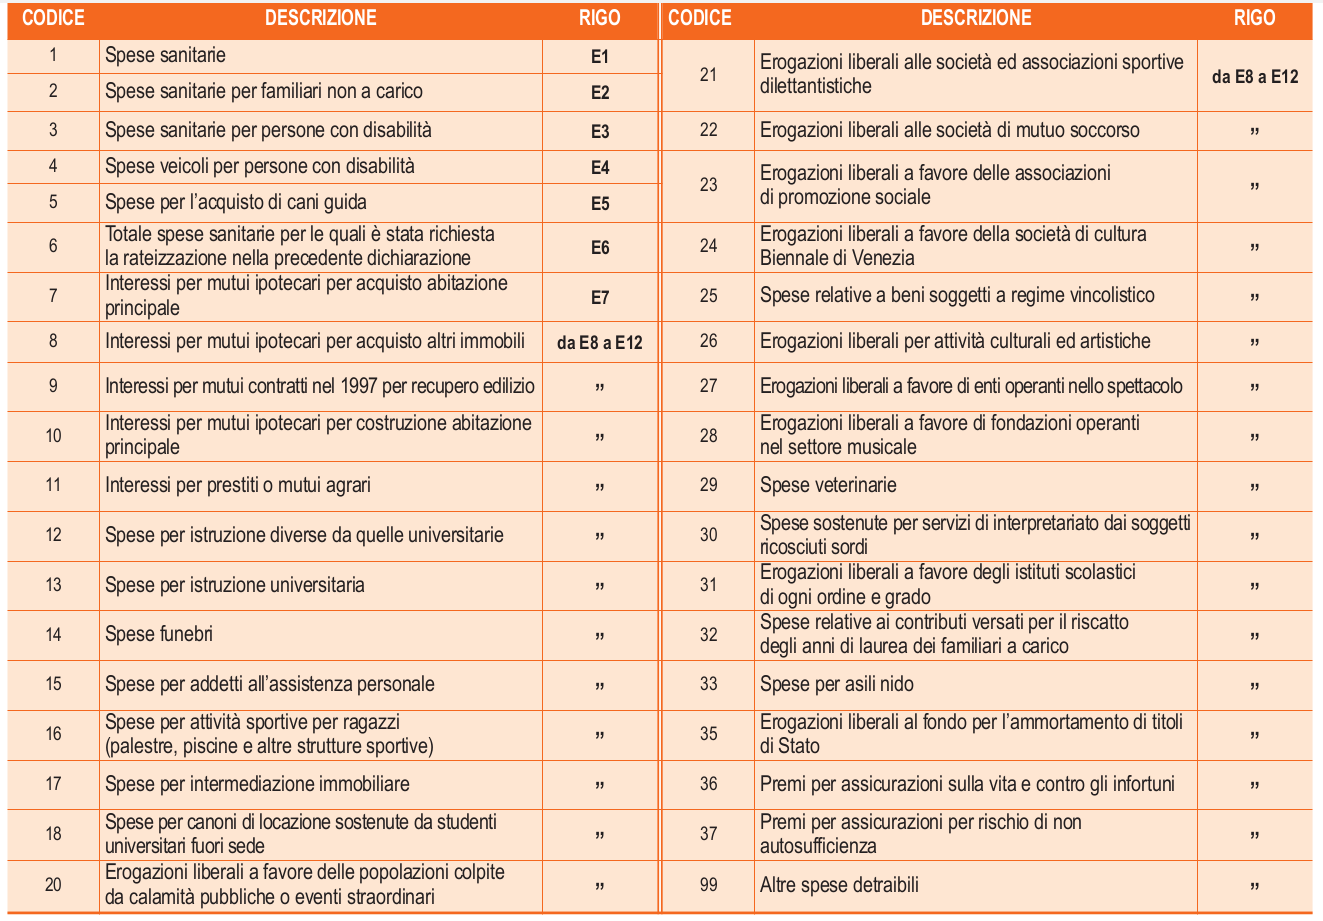 CODICE DESCRIZIONE RIGO
1 Spese sanitarie E1
2 Spese sanitarie per familiari non a carico E2
3 Spese sanitarie per persone con disabilità E3
4 Spese veicoli per persone con disabilità E4
5 Spese per l’acquisto di cani guida E5
6 Totale spese sanitarie per le quali è stata richiesta
la rateizzazione nella precedente dichiarazione E6
7 Interessi per mutui ipotecari per acquisto abitazione
principale E7
8 Interessi per mutui ipotecari per acquisto altri immobili da E8 a E12
9 Interessi per mutui contratti nel 1997 per recupero edilizio ”
10 Interessi per mutui ipotecari per costruzione abitazione
principale ”
11 Interessi per prestiti o mutui agrari ”
12 Spese per istruzione diverse da quelle universitarie ”
13 Spese per istruzione universitaria ”
14 Spese funebri ”
15 Spese per addetti all’assistenza personale ”
16 Spese per attività sportive per ragazzi
(palestre, piscine e altre strutture sportive) ”
17 Spese per intermediazione immobiliare ”
18 Spese per canoni di locazione sostenute da studenti
universitari fuori sede ”
20 Erogazioni liberali a favore delle popolazioni colpite
da calamità pubbliche o eventi straordinari ”
CODICE DESCRIZIONE RIGO
21 Erogazioni liberali alle società ed associazioni sportive
dilettantistiche da E8 a E12
22 Erogazioni liberali alle società di mutuo soccorso ”
23 Erogazioni liberali a favore delle associazioni
di promozione sociale ”
24 Erogazioni liberali a favore della società di cultura
Biennale di Venezia ”
25 Spese relative a beni soggetti a regime vincolistico ”
26 Erogazioni liberali per attività culturali ed artistiche ”
27 Erogazioni liberali a favore di enti operanti nello spettacolo ”
28 Erogazioni liberali a favore di fondazioni operanti
nel settore musicale ”
29 Spese veterinarie ”
30 Spese sostenute per servizi di interpretariato dai soggetti
ricosciuti sordi ”
31 Erogazioni liberali a favore degli istituti scolastici
di ogni ordine e grado ”
32 Spese relative ai contributi versati per il riscatto
degli anni di laurea dei familiari a carico ”
33 Spese per asili nido ”
35 Erogazioni liberali al fondo per l’ammortamento di titoli
di Stato ”
36 Premi per assicurazioni sulla vita e contro gli infortuni ”
37 Premi per assicurazioni per rischio di non
autosufficienza ”
99 Altre spese detraibili ”